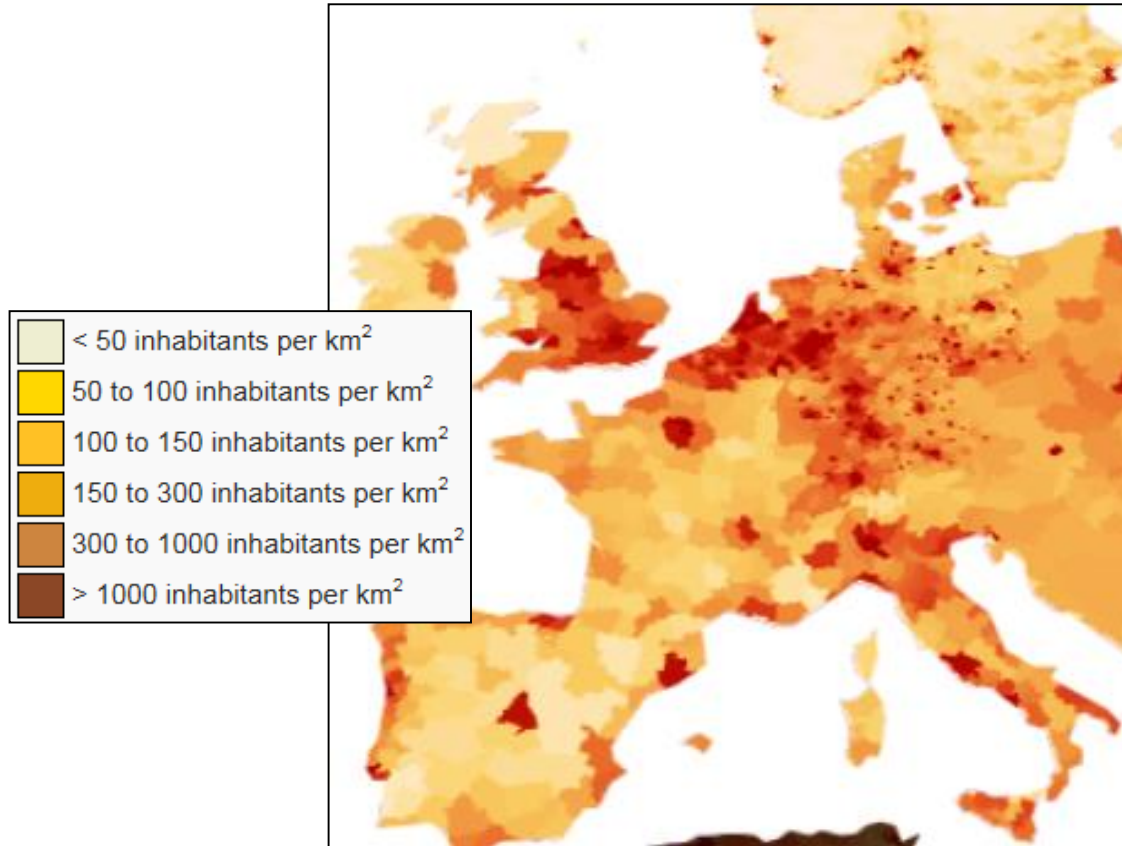 < 50 inhabitants per km²
50 to 100 inhabitants per km²
100 to 150 inhabitants per km²
150 to 300 inhabitants per km²
300 to 1000 inhabitants per km²
> 1000 inhabitants per km²